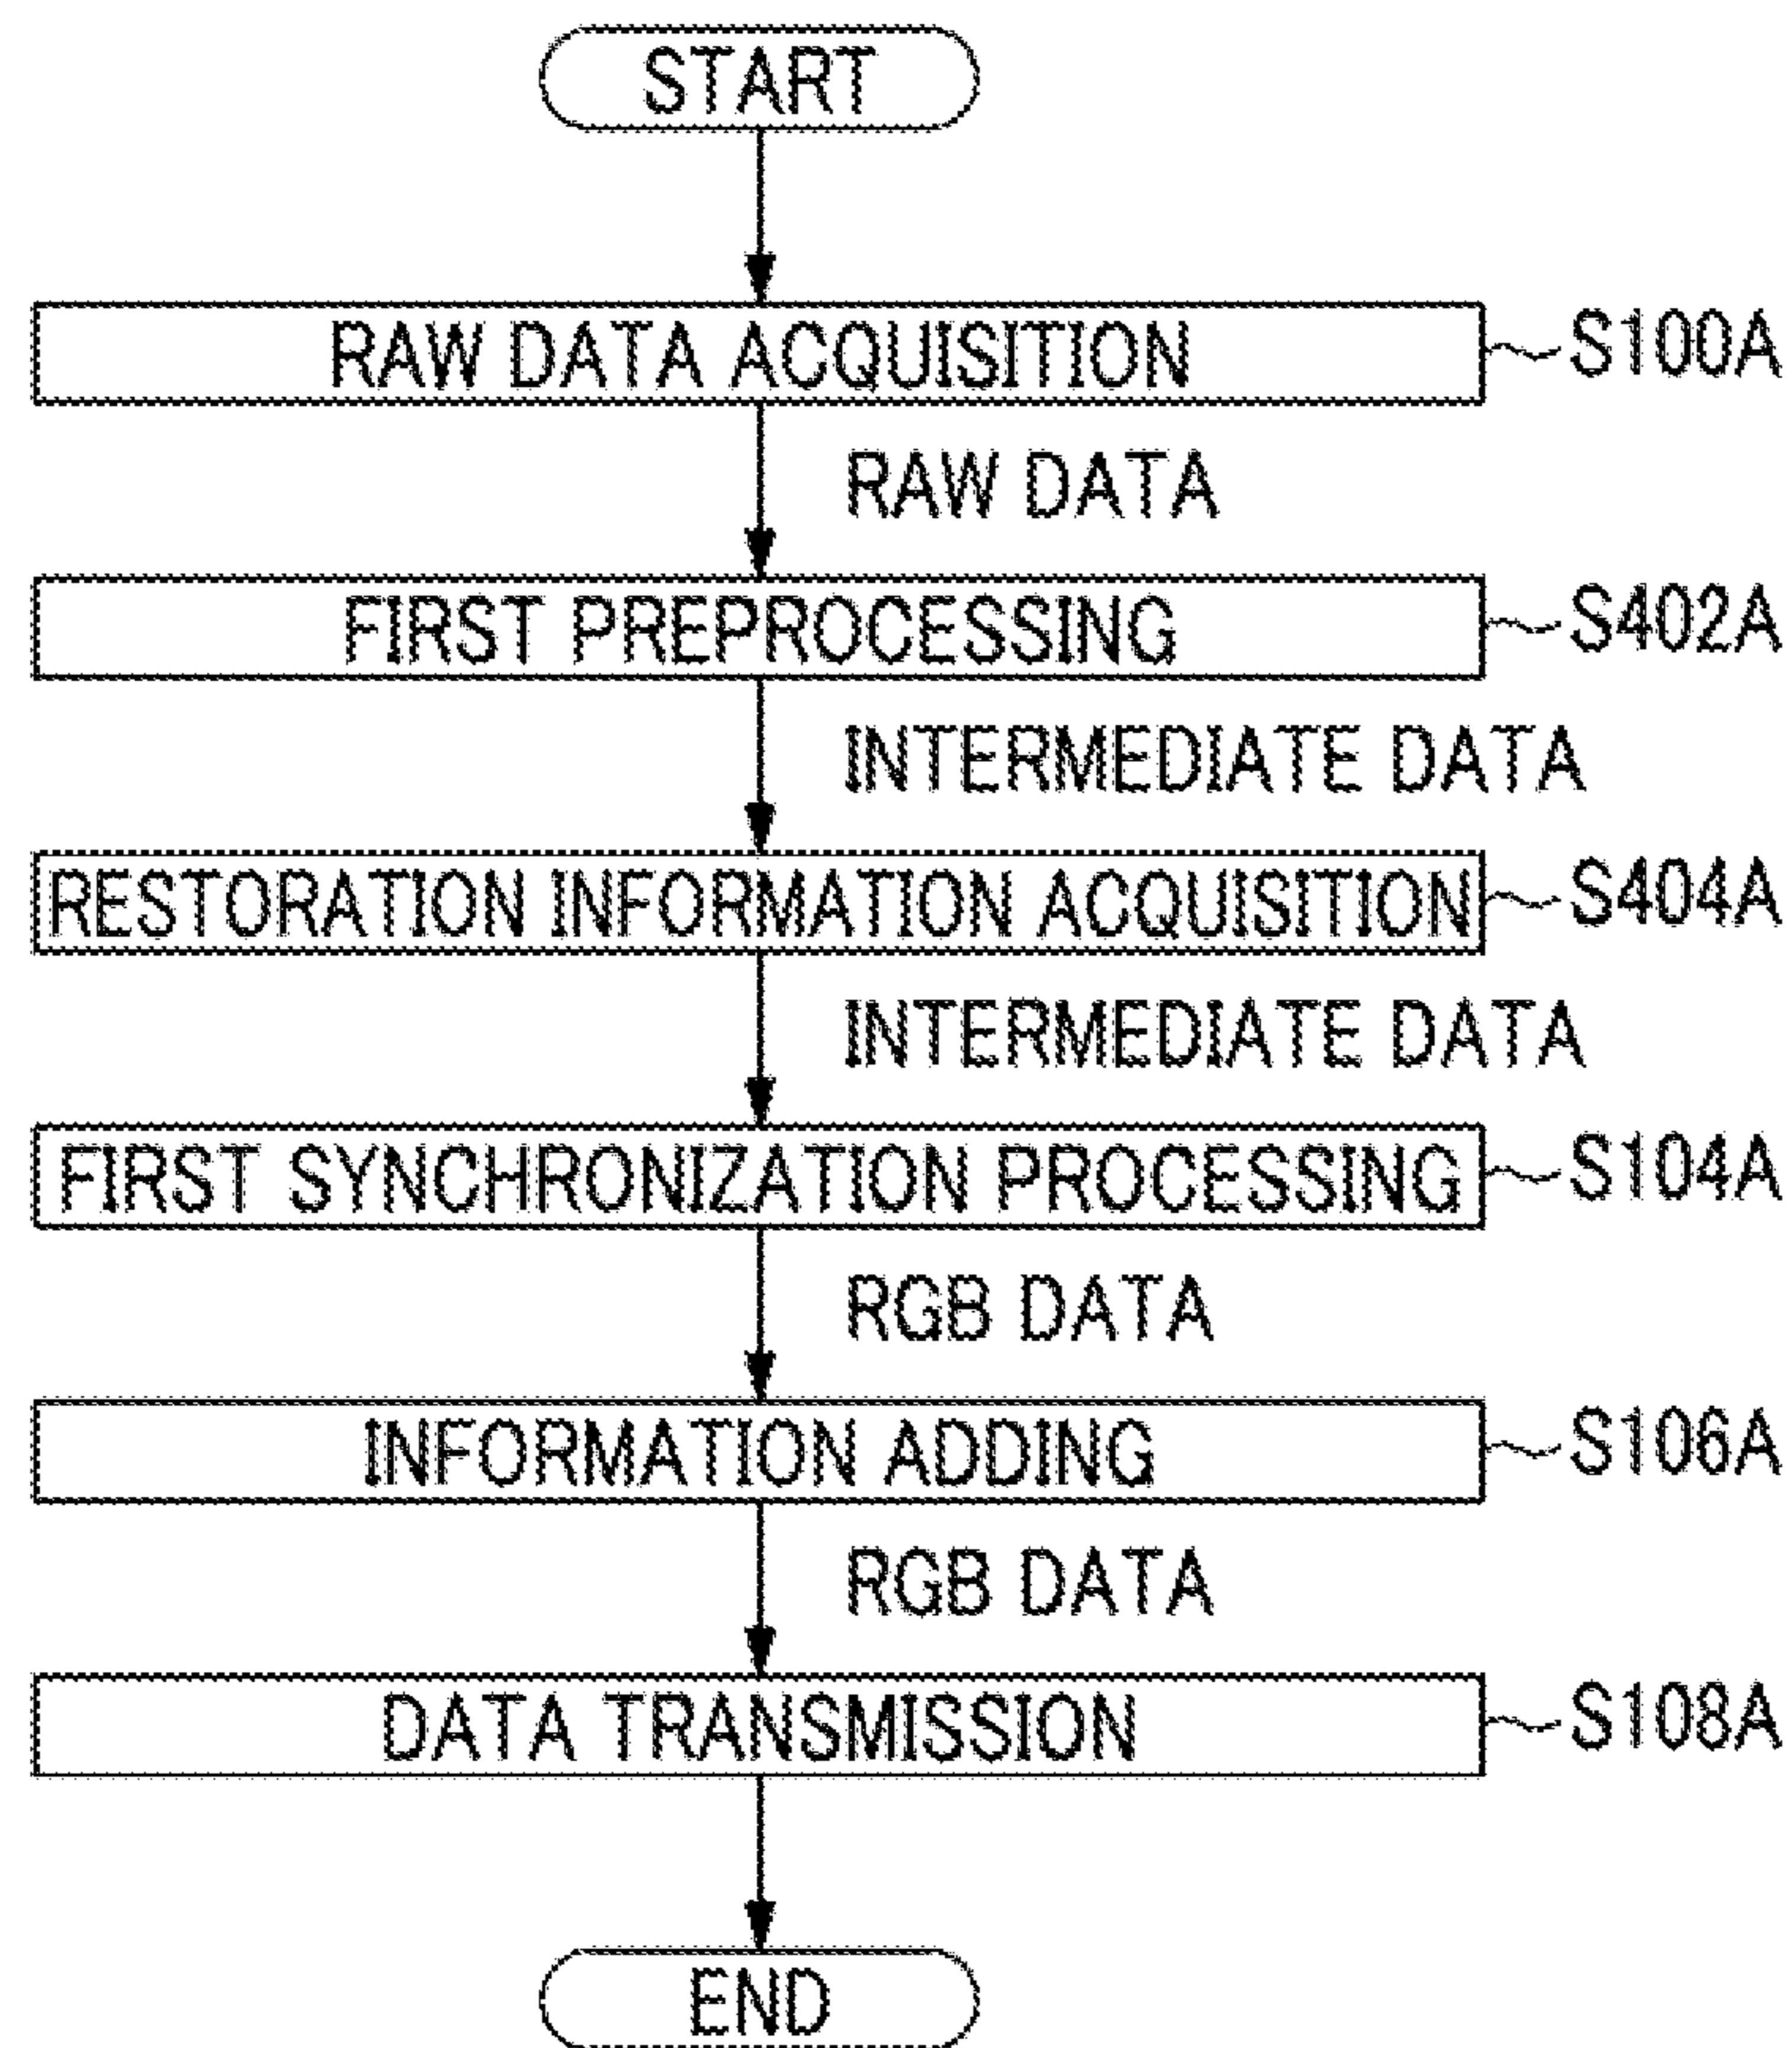 START
RAW DATA ACQUISITION S100A
RAW DATA
FIRST PREPROCESSING S402A
INTERMEDIATE DATA
RESTORATION INFORMATION ACQUISITION S404A
INTERMEDIATE DATA
FIRST SYNCHRONIZATION PROCESSING S104A
RGB DATA
INFORMATION ADDING S106A
RGB DATA
DATA TRANSMISSION S108A
END